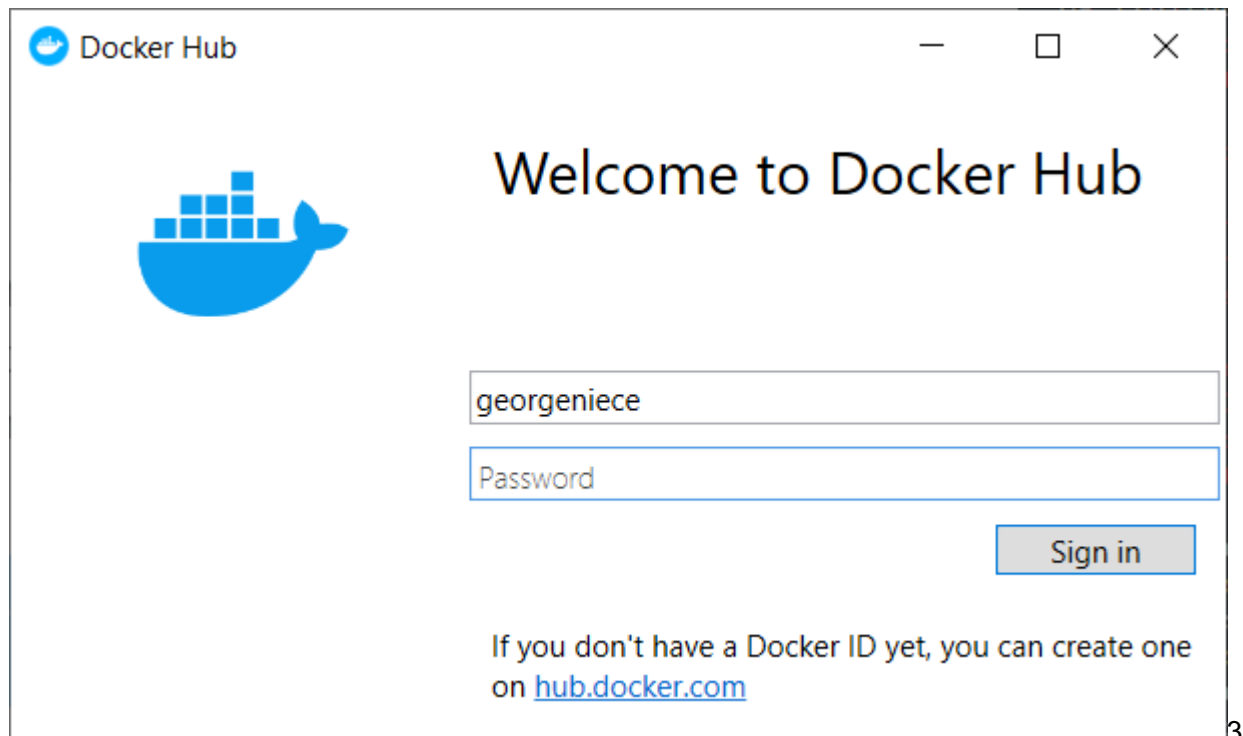 Docker Hub
Welcome to Docker Hub
georgeniece
Password
Sign in
If you don't have a Docker ID yet, you can create one
on hub.docker.com
3